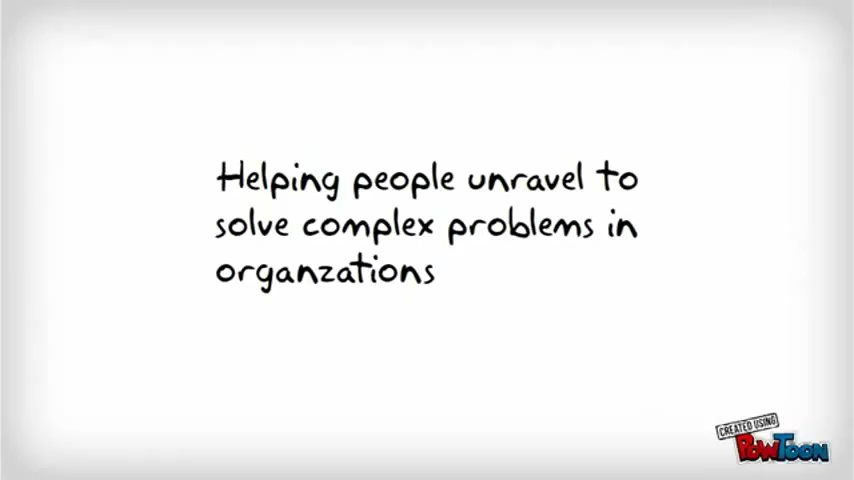 Helping people unravel to
solve complex problems in
organzations
CREATED USING
POWTOON